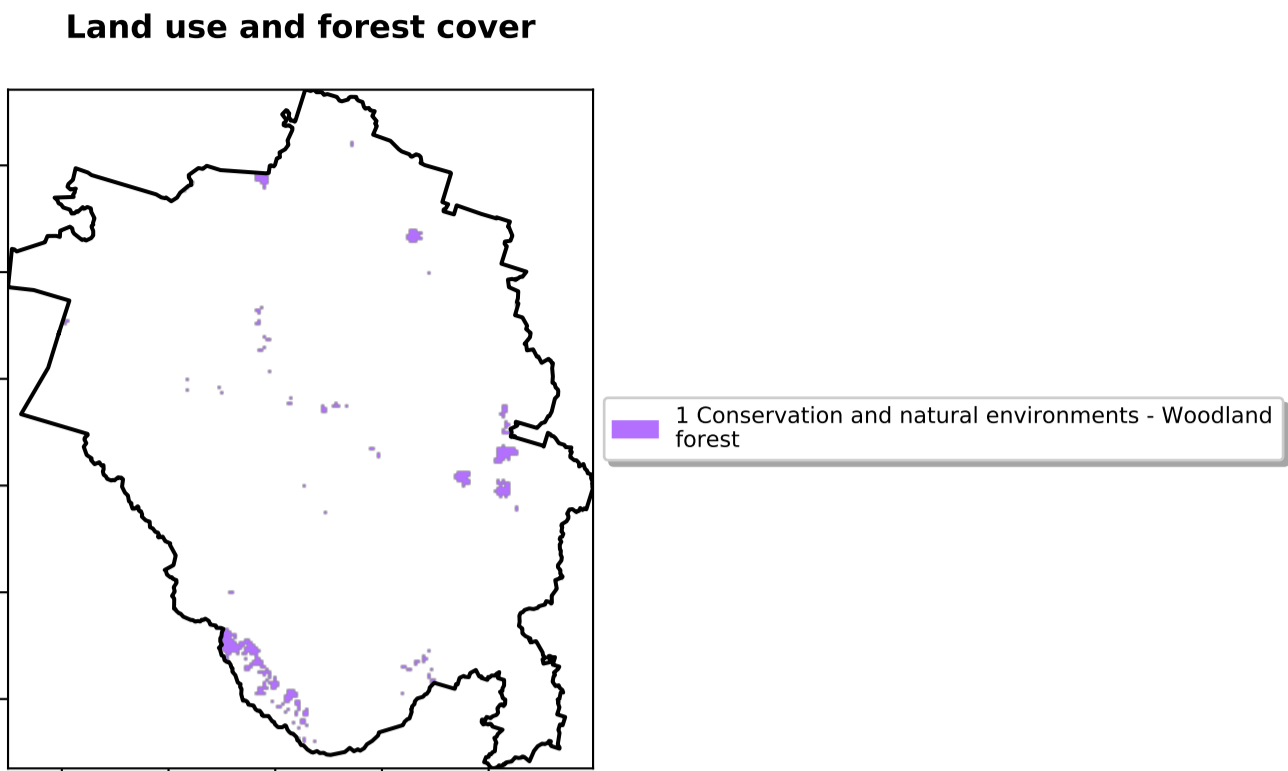 Land use and forest cover
1 Conservation and natural environments - Woodland
forest